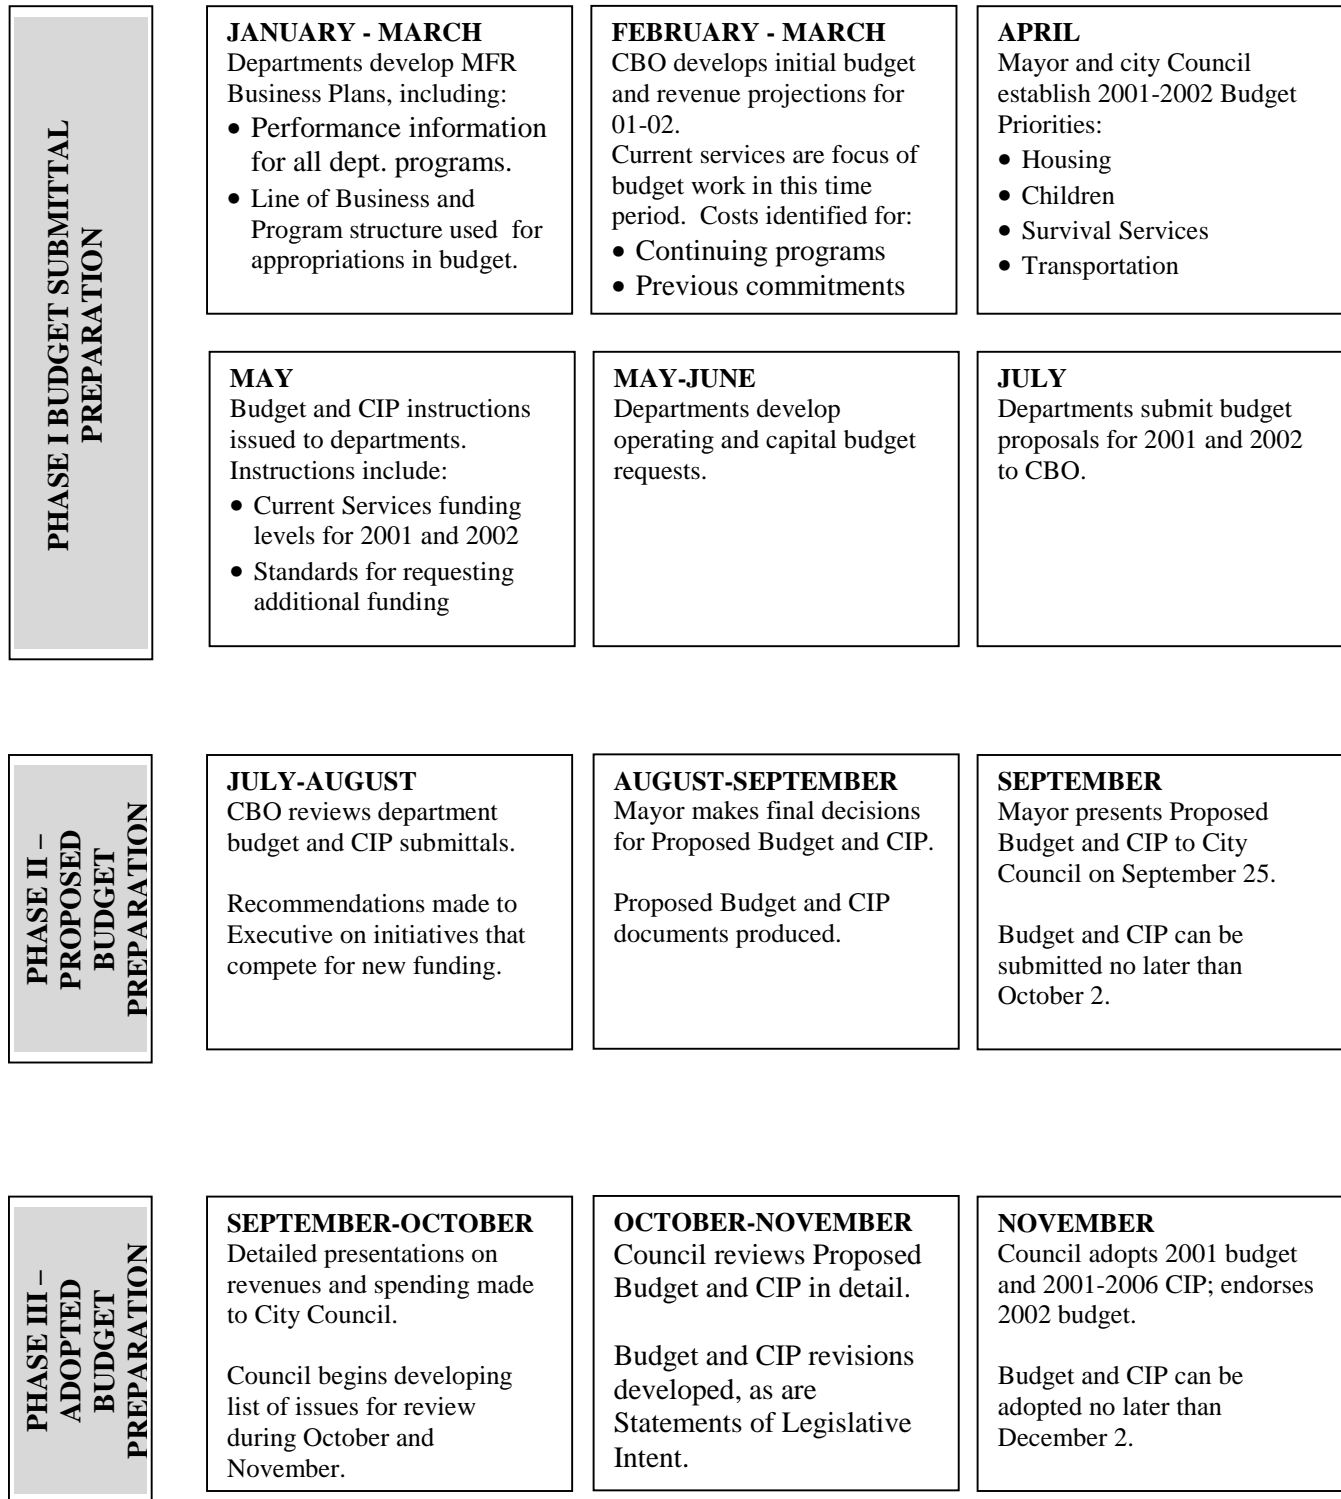 PHASE I BUDGET SUBMITTAL
PREPARATION
JANUARY - MARCH
Departments develop MFR
Business Plans, including:
• Performance information
for all dept. programs.
• Line of Business and
Program structure used for
appropriations in budget.
FEBRUARY - MARCH
CBO develops initial budget
and revenue projections for
01-02.
Current services are focus of
budget work in this time
period. Costs identified for:
• Continuing programs
• Previous commitments
APRIL
Mayor and city Council
establish 2001-2002 Budget
Priorities:
• Housing
• Children
• Survival Services
• Transportation
MAY
Budget and CIP instructions
issued to departments.
Instructions include:
• Current Services funding
levels for 2001 and 2002
• Standards for requesting
additional funding
MAY-JUNE
Departments develop
operating and capital budget
requests.
JULY
Departments submit budget
proposals for 2001 and 2002
to CBO.
PHASE II –
PROPOSED
BUDGET
PREPARATION
JULY-AUGUST
CBO reviews department
budget and CIP submittals.
Recommendations made to
Executive on initiatives that
compete for new funding.
AUGUST-SEPTEMBER
Mayor makes final decisions
for Proposed Budget and CIP.
Proposed Budget and CIP
documents produced.
SEPTEMBER
Mayor presents Proposed
Budget and CIP to City
Council on September 25.
Budget and CIP can be
submitted no later than
October 2.
PHASE III –
ADOPTED
BUDGET
PREPARATION
SEPTEMBER-OCTOBER
Detailed presentations on
revenues and spending made
to City Council.
Council begins developing
list of issues for review
during October and
November.
OCTOBER-NOVEMBER
Council reviews Proposed
Budget and CIP in detail.
Budget and CIP revisions
developed, as are
Statements of Legislative
Intent.
NOVEMBER
Council adopts 2001 budget
and 2001-2006 CIP; endorses
2002 budget.
Budget and CIP can be
adopted no later than
December 2.